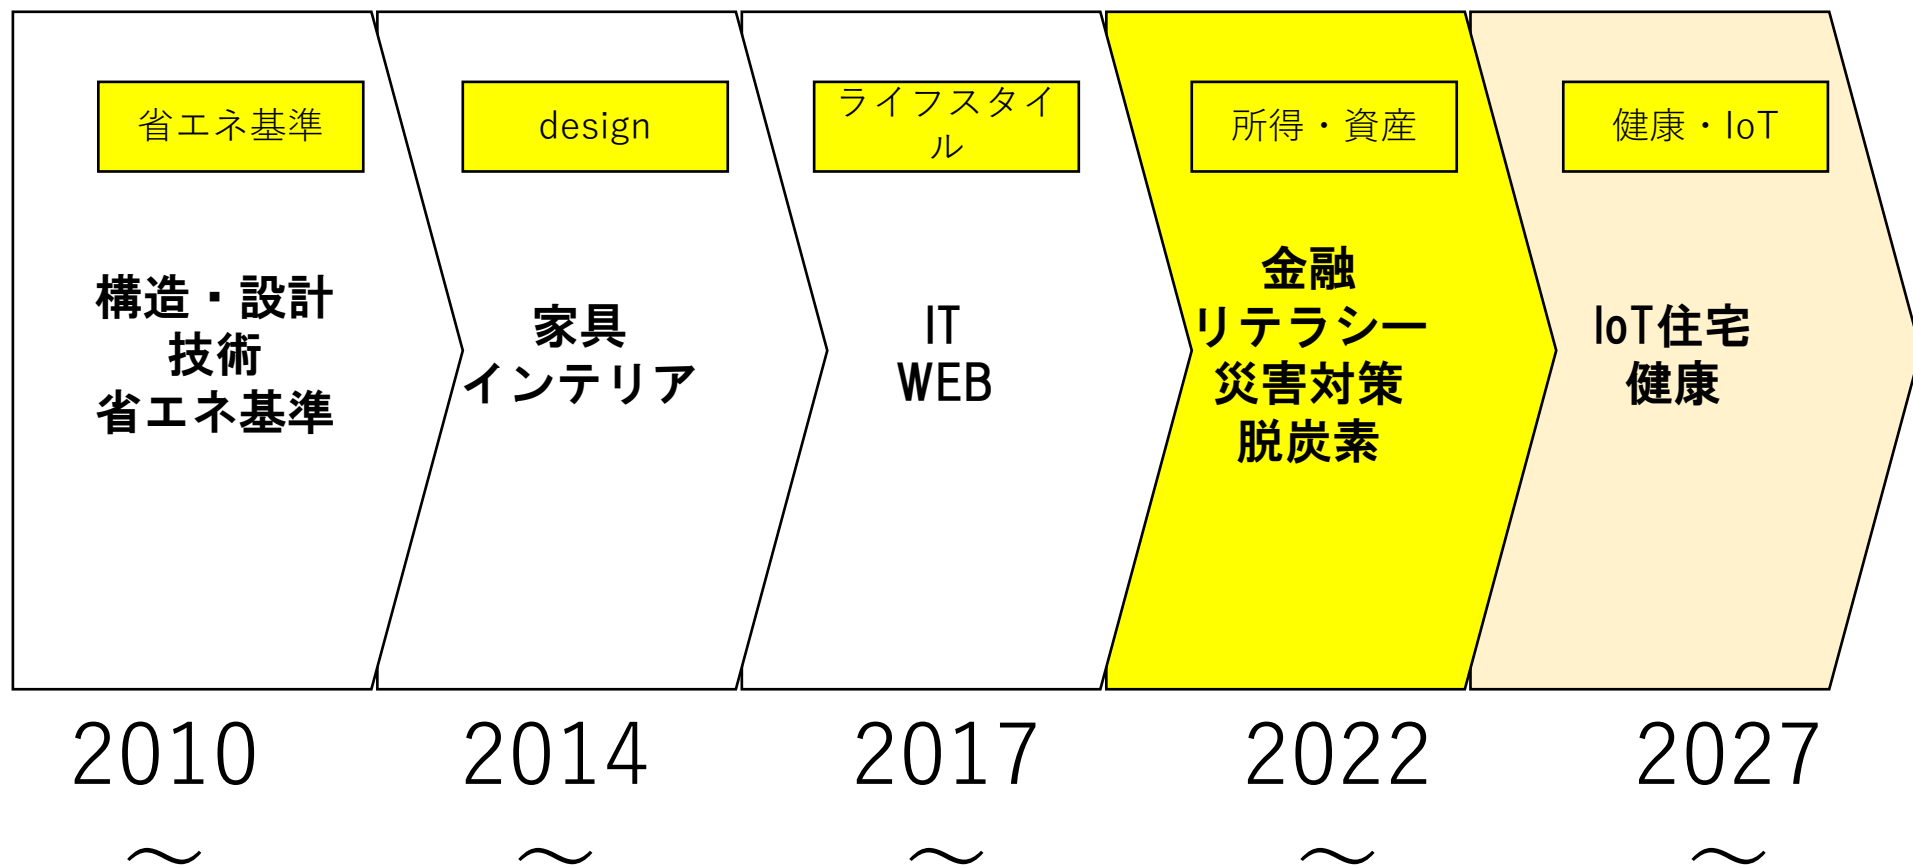 省エネ基準
design
ライフスタイ
ル
所得・資産
健康・IoT
構造・設計
技術
省エネ基準
家具
インテリア
IT
WEB
金融
リテラシー
災害対策
脱炭素
IoT住宅
健康
2010
～
2014
～
2017
～
2022
～
2027
～